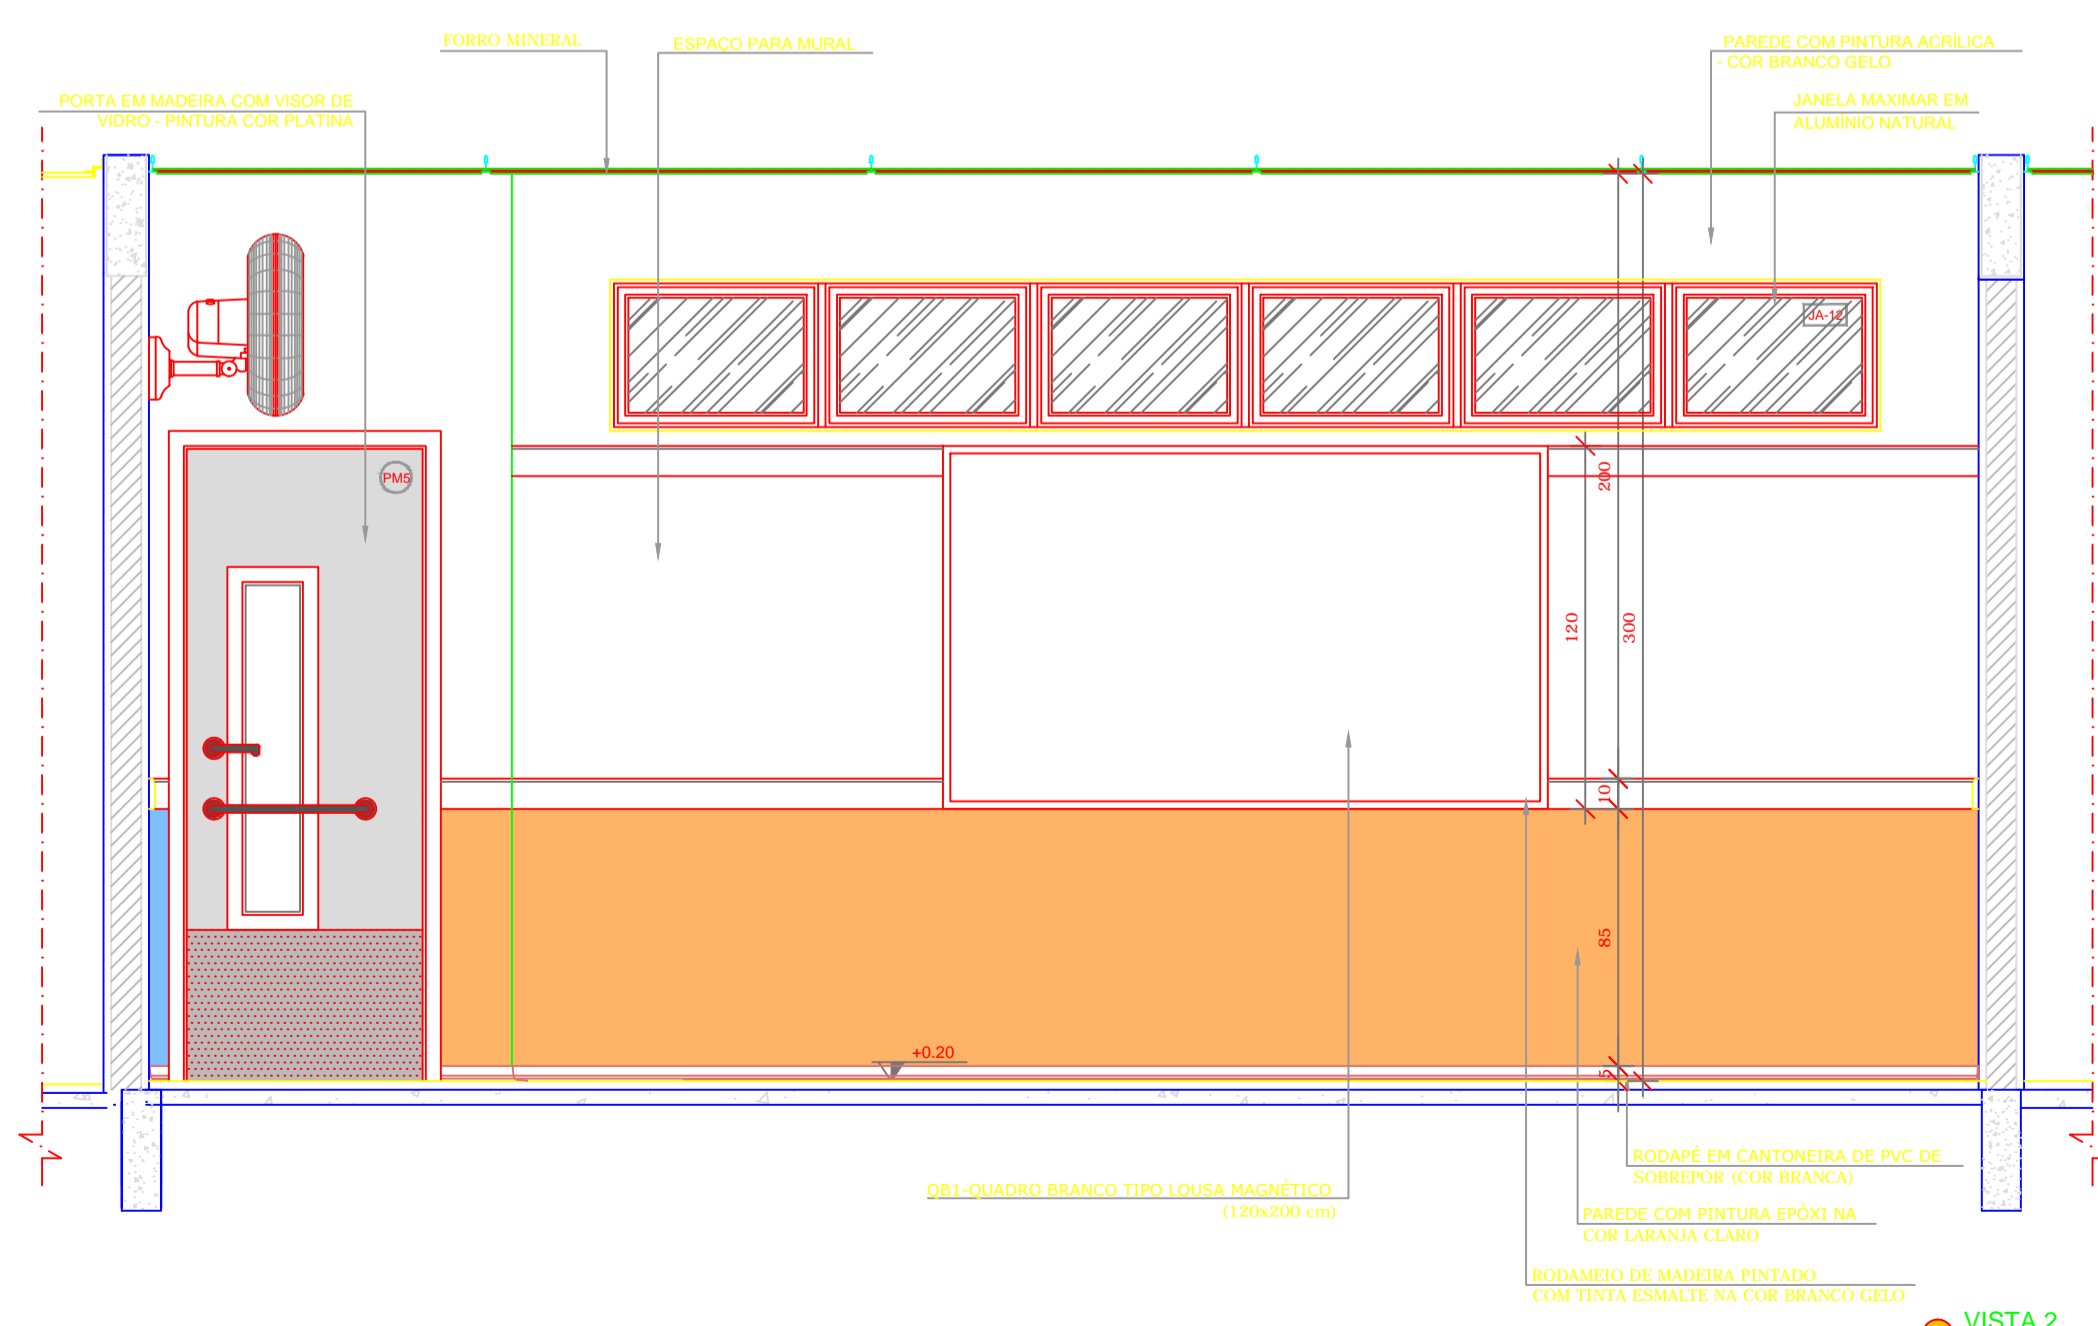 FORRO MINERAL
ESPAÇO PARA MURAL
PAREDE COM PINTURA ACRÍLICA
- COR BRANCO GELO
PORTA EM MADEIRA COM VISOR DE
VIDRO - PINTURA COR PLATINA
JANELA MAXIMAR EM
ALUMÍNIO NATURAL
JA-12
PM5
200
120
300
10
85
+0.20
5
RODAPÉ EM CANTONEIRA DE PVC DE
SOBREPOR (COR BRANCA)
QB1-QUADRO BRANCO TIPO LOUSA MAGNÉTICO
(120x200 cm)
PAREDE COM PINTURA EPÓXI NA
COR LARANJA CLARO
RODAMEIO DE MADEIRA PINTADO
COM TINTA ESMALTE NA COR BRANCO GELO
VISTA 2